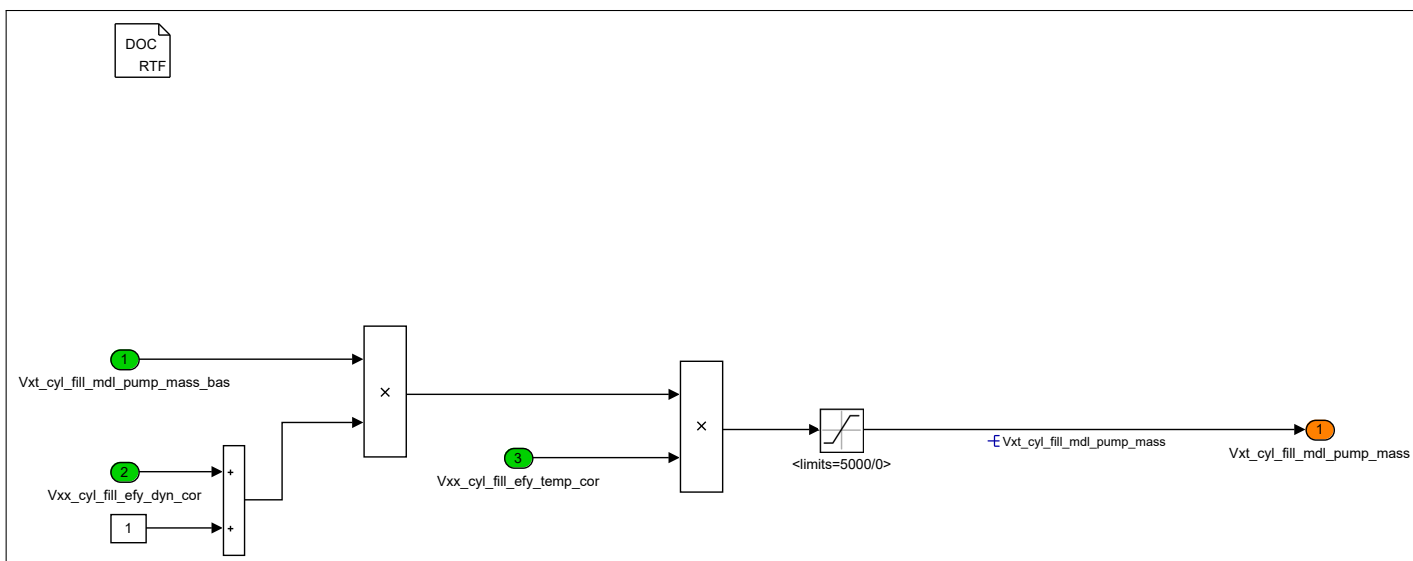 DOC
RTF
1
Vxt_cyl_fill_mdl_pump_mass_bas
×
2
Vxx_cyl_fill_efy_dyn_cor
+
+
1
3
Vxx_cyl_fill_efy_temp_cor
×
<limits=5000/0>
Vxt_cyl_fill_mdl_pump_mass
1
Vxt_cyl_fill_mdl_pump_mass